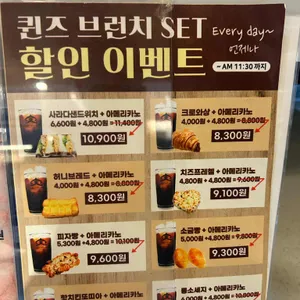 퀸즈 브런치 SET
할인 이벤트
Every day~
언제나
~AM 11:30 까지
사라다샌드위치 + 아메리카노
6,600원 + 4,800원 = 11,400원
10,900원
크로와상 + 아메리카노
4,000원 + 4,800원 = 8,800원
8,300원
허니브레드 + 아메리카노
4,000원 + 4,800원 = 8,800원
8,300원
치즈프레첼 + 아메리카노
4,800원 + 4,800원 = 9,600원
9,100원
피자빵 + 아메리카노
5,300원 + 4,800원 = 10,100원
9,600원
소금빵 + 아메리카노
5,000원 + 4,800원 = 9,800원
9,300원
+ 아메리카노
롱소세지 + 아메리카노